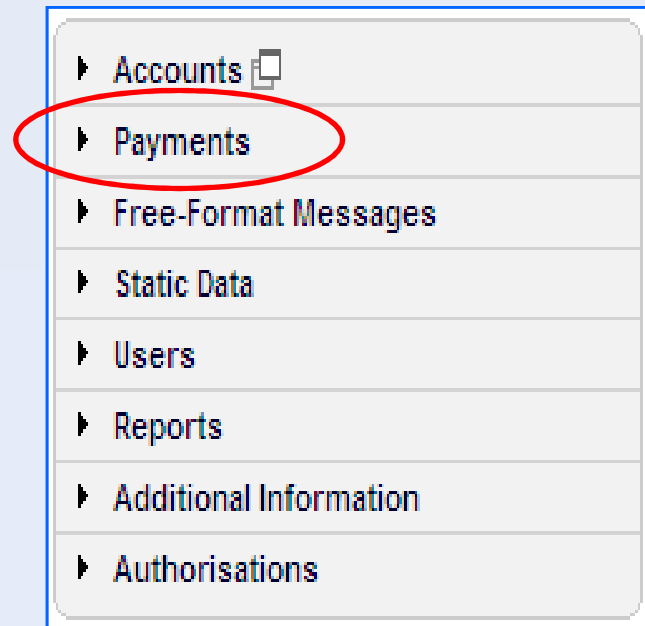 Accounts
Payments
Free-Format Messages
Static Data
Users
Reports
Additional Information
Authorisations